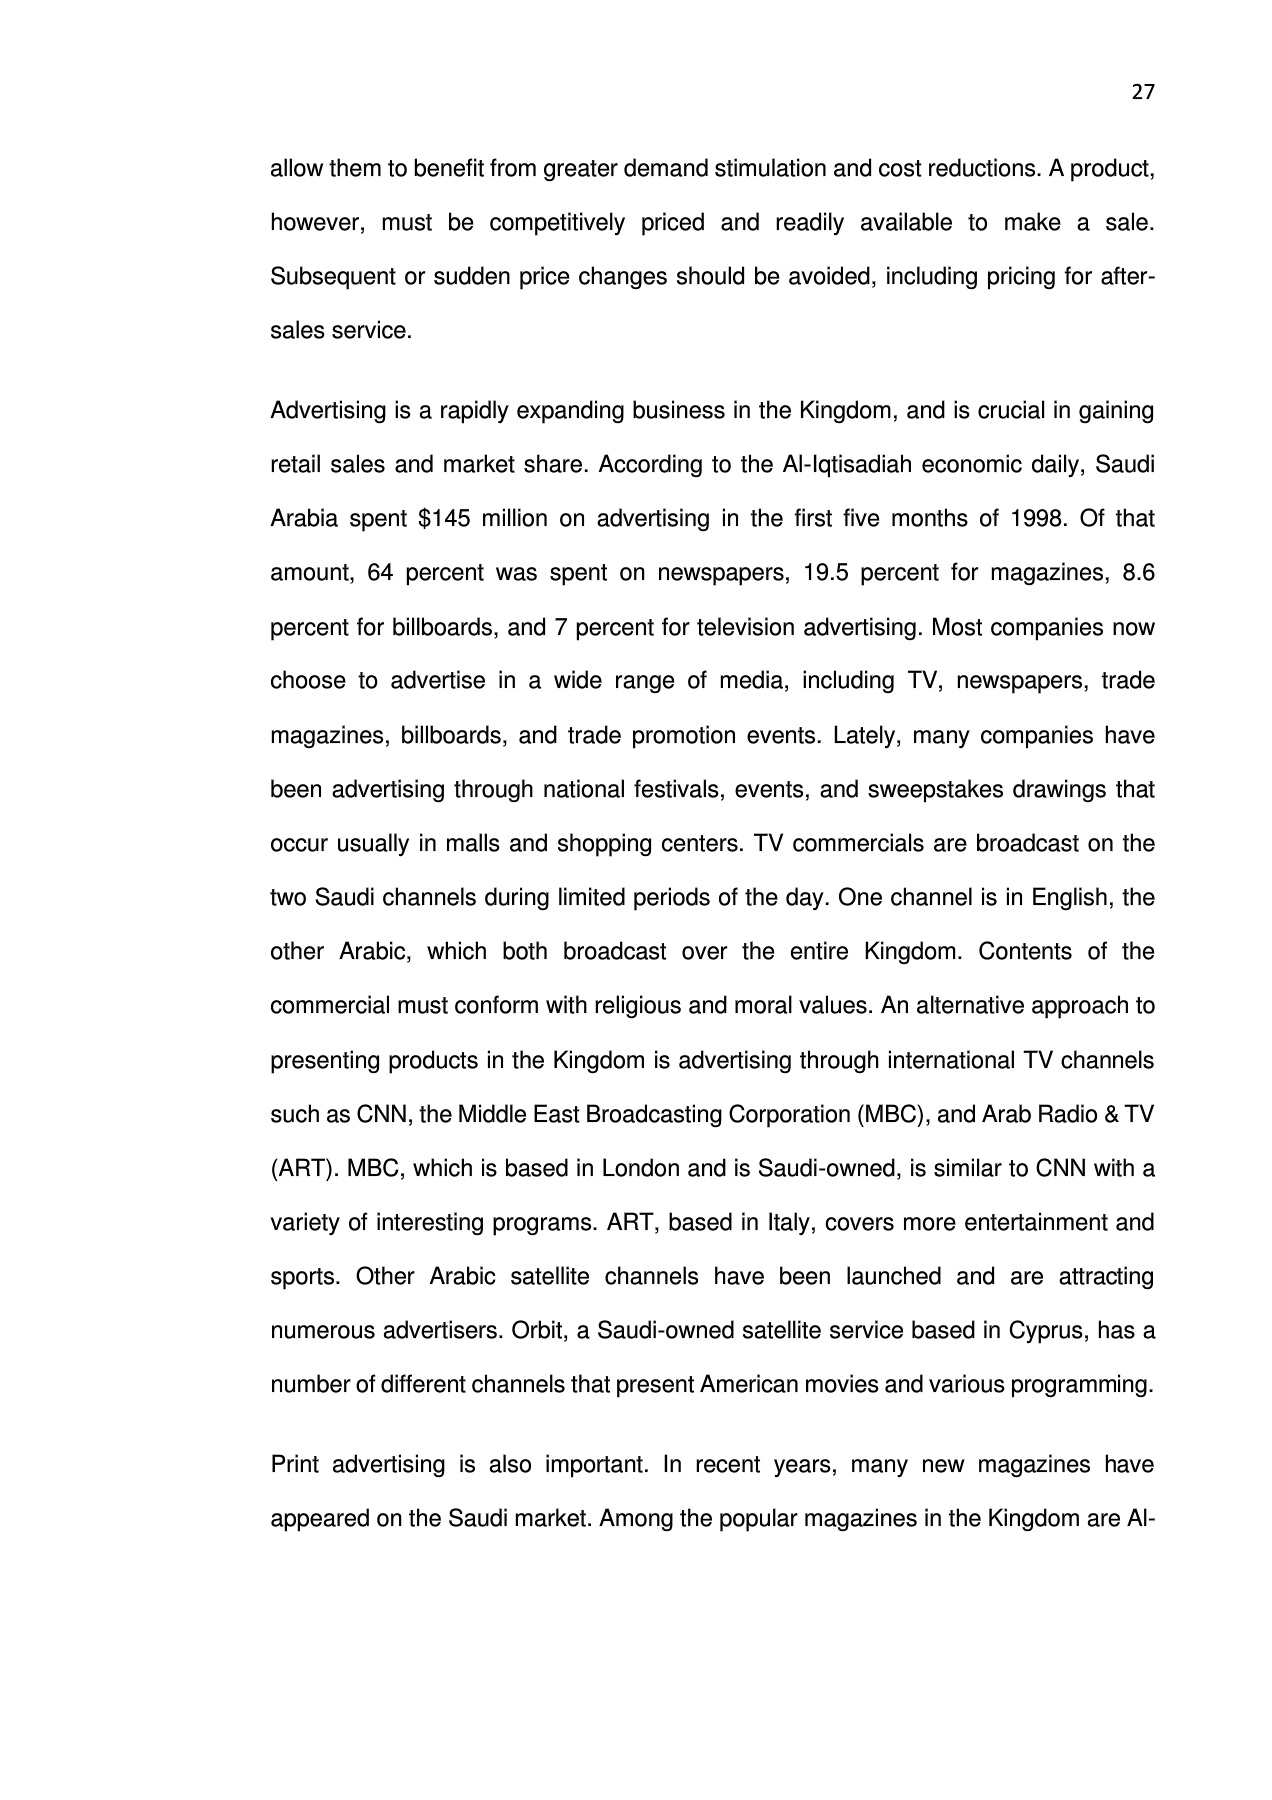 27
allow them to benefit from greater demand stimulation and cost reductions. A product,
however, must be competitively priced and readily available to make a sale.
Subsequent or sudden price changes should be avoided, including pricing for after-
sales service.
Advertising is a rapidly expanding business in the Kingdom, and is crucial in gaining
retail sales and market share. According to the Al-Iqtisadiah economic daily, Saudi
Arabia spent $145 million on advertising in the first five months of 1998. Of that
amount, 64 percent was spent on newspapers, 19.5 percent for magazines, 8.6
percent for billboards, and 7 percent for television advertising. Most companies now
choose to advertise in a wide range of media, including TV, newspapers, trade
magazines, billboards, and trade promotion events. Lately, many companies have
been advertising through national festivals, events, and sweepstakes drawings that
occur usually in malls and shopping centers. TV commercials are broadcast on the
two Saudi channels during limited periods of the day. One channel is in English, the
other Arabic, which both broadcast over the entire Kingdom. Contents of the
commercial must conform with religious and moral values. An alternative approach to
presenting products in the Kingdom is advertising through international TV channels
such as CNN, the Middle East Broadcasting Corporation (MBC), and Arab Radio & TV
(ART). MBC, which is based in London and is Saudi-owned, is similar to CNN with a
variety of interesting programs. ART, based in Italy, covers more entertainment and
sports. Other Arabic satellite channels have been launched and are attracting
numerous advertisers. Orbit, a Saudi-owned satellite service based in Cyprus, has a
number of different channels that present American movies and various programming.
Print advertising is also important. In recent years, many new magazines have
appeared on the Saudi market. Among the popular magazines in the Kingdom are Al-